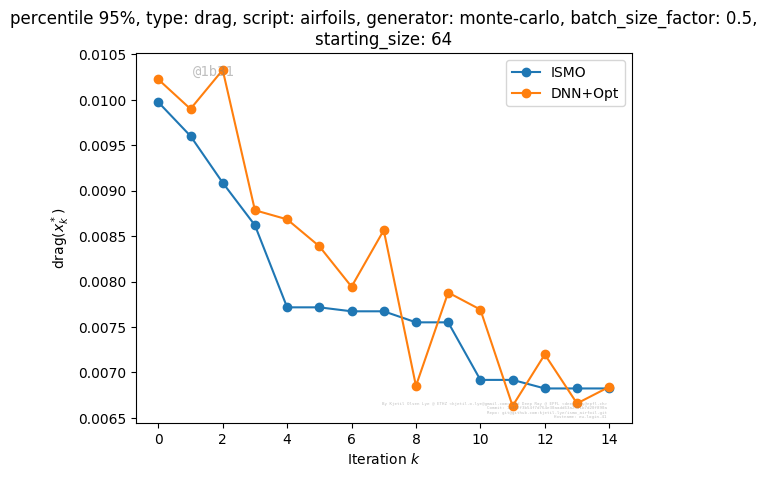 percentile 95%, type: drag, script: airfoils, generator: monte-carlo, batch_size_factor: 0.5,
starting_size: 64
0.0105
0.0100
0.0095
0.0090
0.0085
0.0080
0.0075
0.0070
0.0065
drag(x*k)
ISMO
DNN+Opt
0 2 4 6 8 10 12 14
Iteration k